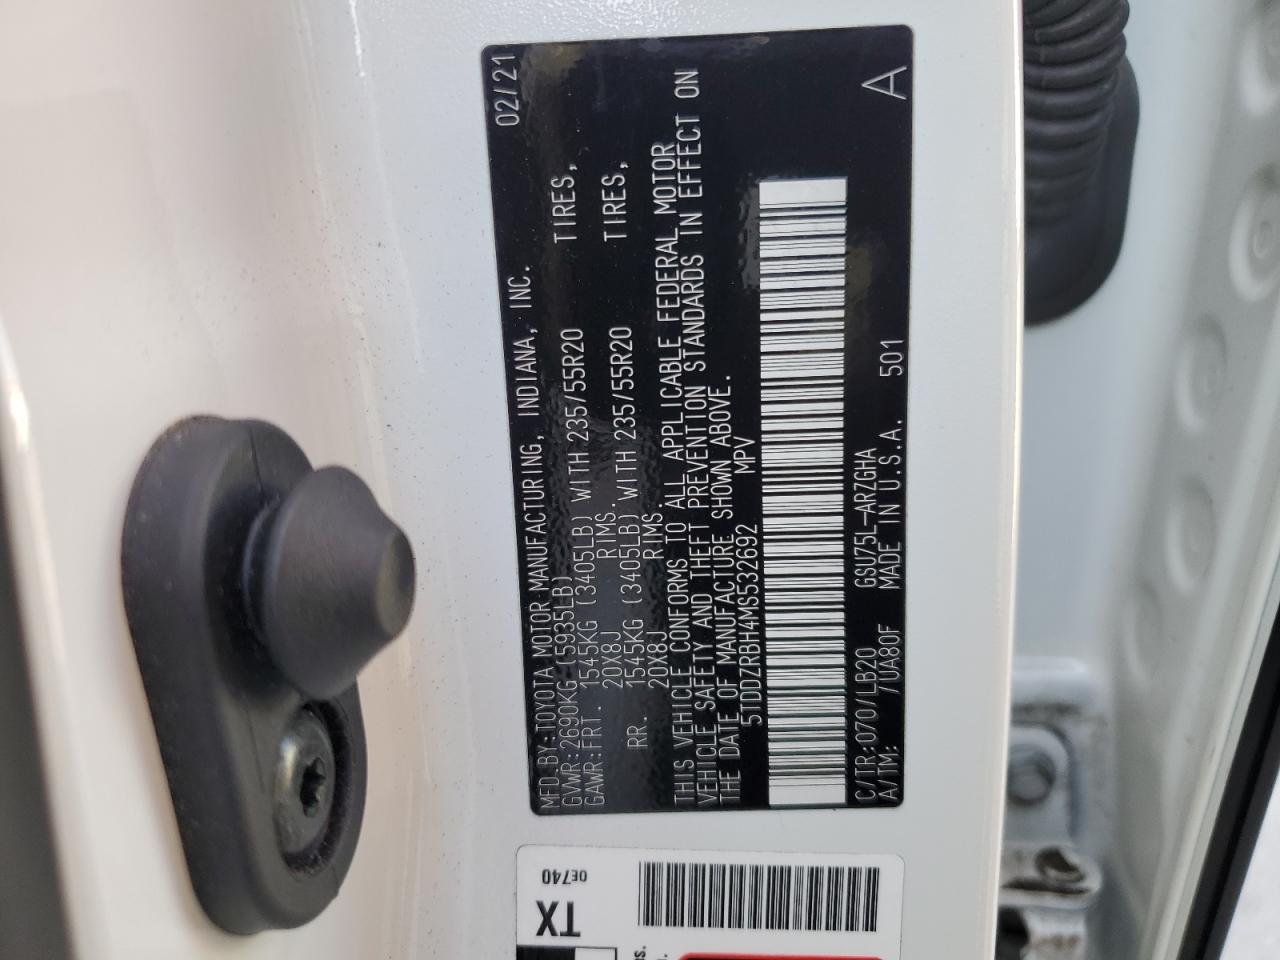 MFD.BY:TOYOTA MOTOR MANUFACTURING, INDIANA, INC. 02/21
GVWR:2690KG (5935LB)
GAWR:FRT. 1545KG (3405LB) WITH 235/55R20 TIRES,
20X8J RIMS.
RR. 1545KG (3405LB) WITH 235/55R20 TIRES,
20X8J RIMS.
THIS VEHICLE CONFORMS TO ALL APPLICABLE FEDERAL MOTOR
VEHICLE SAFETY AND THEFT PREVENTION STANDARDS IN EFFECT ON
THE DATE OF MANUFACTURE SHOWN ABOVE.
5TDDZRBH4MS532692 MPV
C/TR:070/LB20 GSU75L-ARZGHA
A/TM: /UA80F MADE IN U.S.A. 501 A
TX
0E740